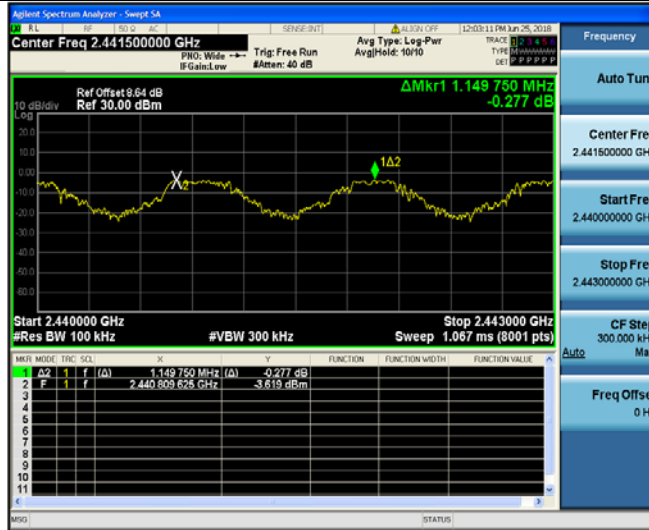 Agilent Spectrum Analyzer - Swept SA
RL RF 50 Ω AC SENSE:INT ALIGN OFF 12:03:11 PM Jun 25, 2018
Center Freq 2.441500000 GHz
PNO: Wide
IFGain:Low
Trig: Free Run
#Atten: 40 dB
Avg Type: Log-Pwr
Avg|Hold: 10/10
TRACE 1 2 3 4 5 6
TYPE M
DET P P P P P P
Frequency
Auto Tun
Ref Offset 8.64 dB
10 dB/div Ref 30.00 dBm
ΔMkr1 1.149 750 MHz
-0.277 dB
Log
20.0
10.0
0.00
-10.0
-20.0
-30.0
-40.0
-50.0
-60.0
X2
1Δ2
Center Fre
2.441500000 GH
Start Fre
2.440000000 GH
Stop Fre
2.443000000 GH
Start 2.440000 GHz Stop 2.443000 GHz
#Res BW 100 kHz #VBW 300 kHz Sweep 1.067 ms (8001 pts)
CF Ste
300.000 kH
Auto Ma
MKR MODE TRC SCL X Y FUNCTION FUNCTION WIDTH FUNCTION VALUE
1 Δ2 1 f (Δ) 1.149 750 MHz (Δ) -0.277 dB
2 F 1 f 2.440 809 625 GHz -3.619 dBm
3
4
5
6
7
8
9
10
11
Freq Offse
0 H
MSG STATUS